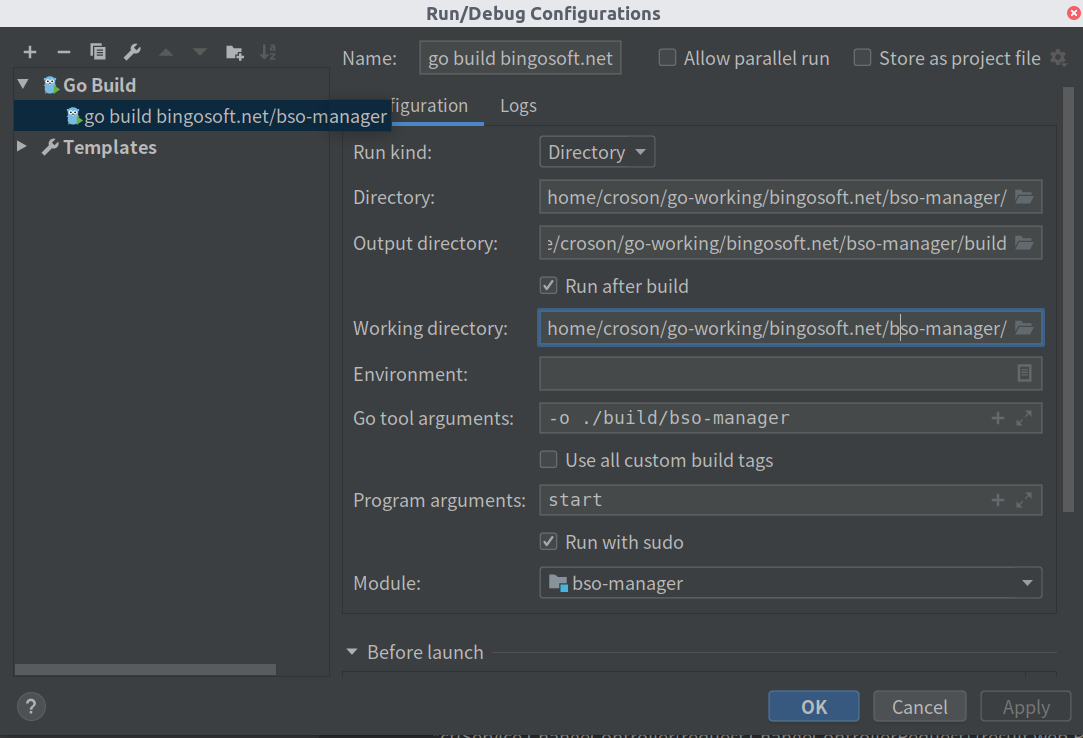 Run/Debug Configurations
Name:
go build bingosoft.net
Allow parallel run
Store as project file
Go Build
go build bingosoft.net/bso-manager
Templates
figuration
Logs
Run kind:
Directory
Directory:
home/croson/go-working/bingosoft.net/bso-manager/
Output directory:
e/croson/go-working/bingosoft.net/bso-manager/build
Run after build
Working directory:
home/croson/go-working/bingosoft.net/bso-manager/
Environment:
Go tool arguments:
-o ./build/bso-manager
Use all custom build tags
Program arguments:
start
Run with sudo
Module:
bso-manager
Before launch
?
OK
Cancel
Apply